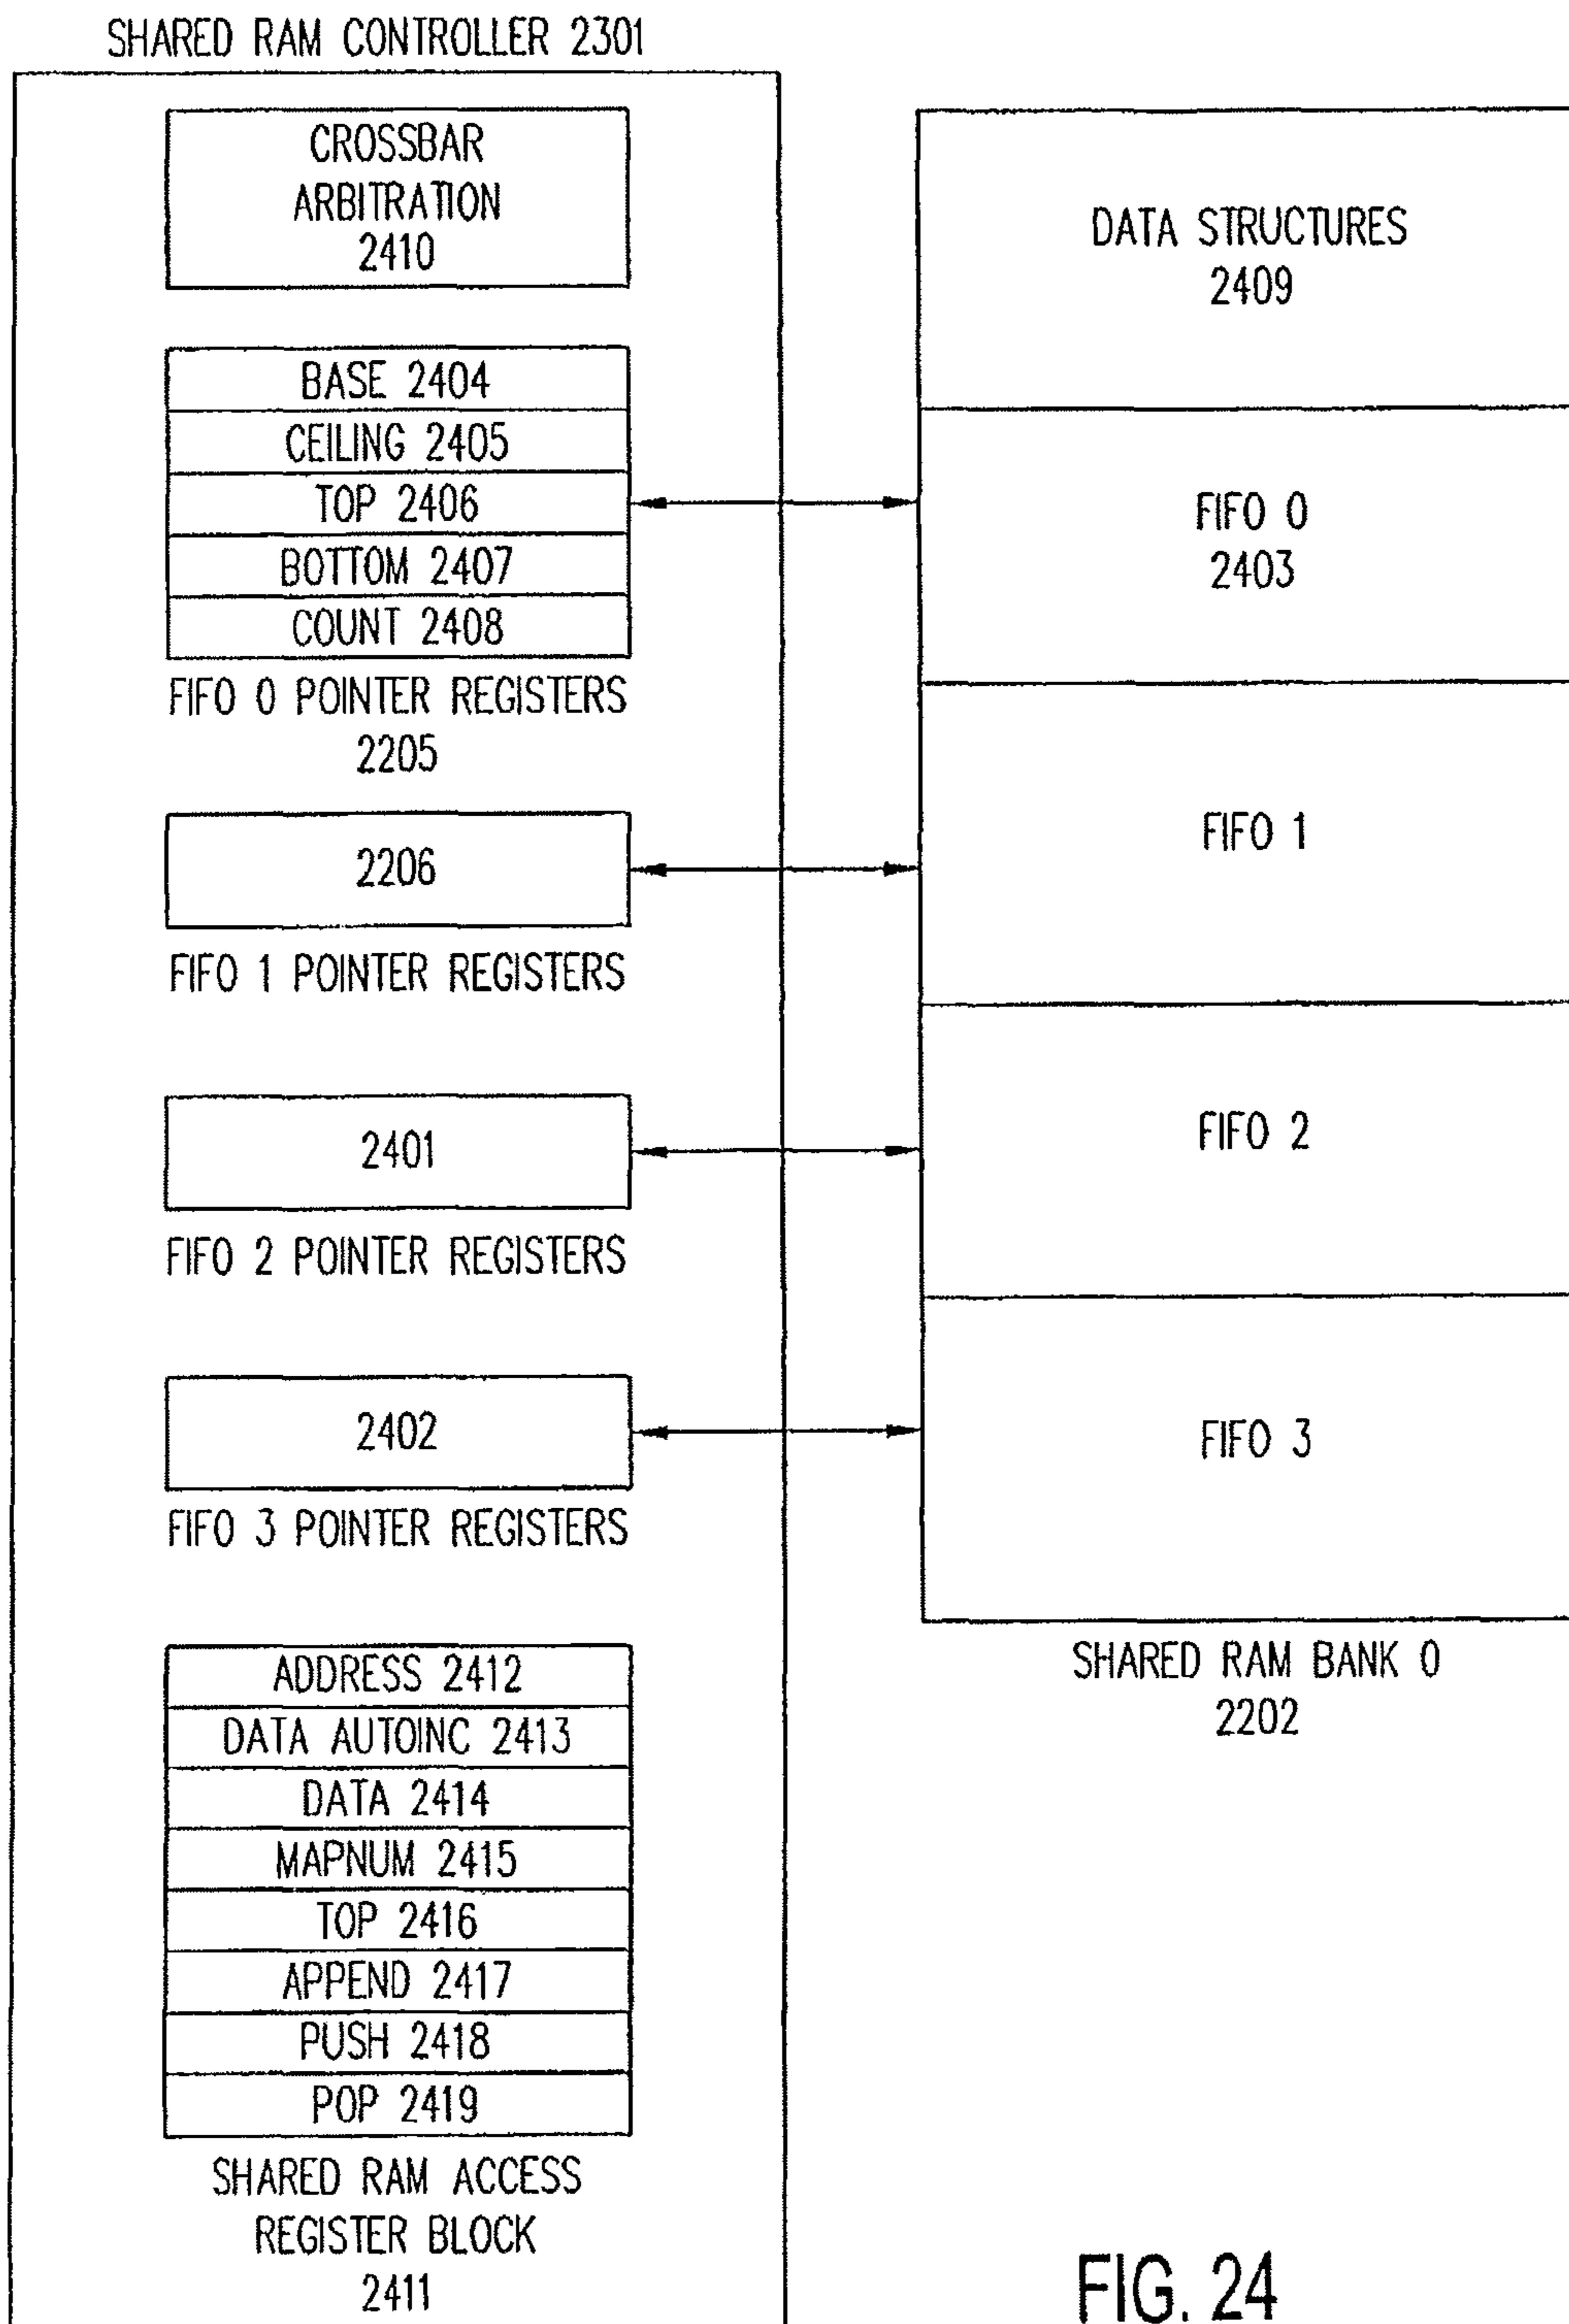 SHARED RAM CONTROLLER 2301
CROSSBAR
ARBITRATION
2410
BASE 2404
CEILING 2405
TOP 2406
BOTTOM 2407
COUNT 2408
FIFO 0 POINTER REGISTERS
2205
2206
FIFO 1 POINTER REGISTERS
2401
FIFO 2 POINTER REGISTERS
2402
FIFO 3 POINTER REGISTERS
ADDRESS 2412
DATA AUTOINC 2413
DATA 2414
MAPNUM 2415
TOP 2416
APPEND 2417
PUSH 2418
POP 2419
SHARED RAM ACCESS
REGISTER BLOCK
2411
DATA STRUCTURES
2409
FIFO 0
2403
FIFO 1
FIFO 2
FIFO 3
SHARED RAM BANK 0
2202
FIG. 24